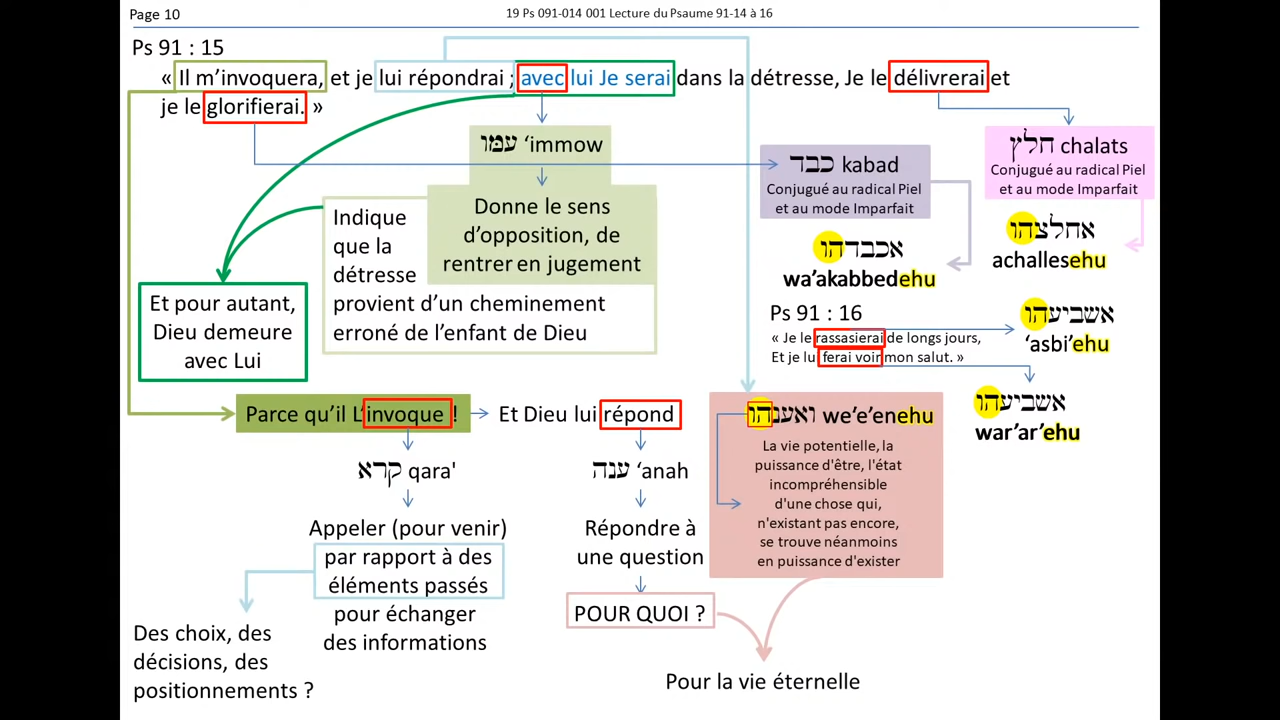 Page 10
19 Ps 091-014 001 Lecture du Psaume 91-14 à 16
Ps 91 : 15
« Il m’invoquera, et je lui répondrai ; avec lui Je serai dans la détresse, Je le délivrerai et
je le glorifierai. »
עמו ‘immow
Donne le sens
d’opposition, de
rentrer en jugement
Indique
que la
détresse
provient d’un cheminement
erroné de l’enfant de Dieu
Et pour autant,
Dieu demeure
avec Lui
כבד kabad
Conjugué au radical Piel
et au mode Imparfait
אכבדהו
wa’akabbedehu
חלץ chalats
Conjugué au radical Piel
et au mode Imparfait
אחלצהו
achallesehu
Ps 91 : 16
« Je le rassasierai de longs jours,
Et je lu ferai voir mon salut. »
אשביעהו
‘asbi’ehu
אשביעהו
war’ar’ehu
Parce qu’il L’invoque !
Et Dieu lui répond
קרא qara'
Appeler (pour venir)
par rapport à des
éléments passés
pour échanger
des informations
Des choix, des
décisions, des
positionnements ?
ענה ‘anah
Répondre à
une question
POUR QUOI ?
ואענהו we’e’enehu
La vie potentielle, la
puissance d'être, l'état
incompréhensible
d'une chose qui,
n'existant pas encore,
se trouve néanmoins
en puissance d'exister
Pour la vie éternelle